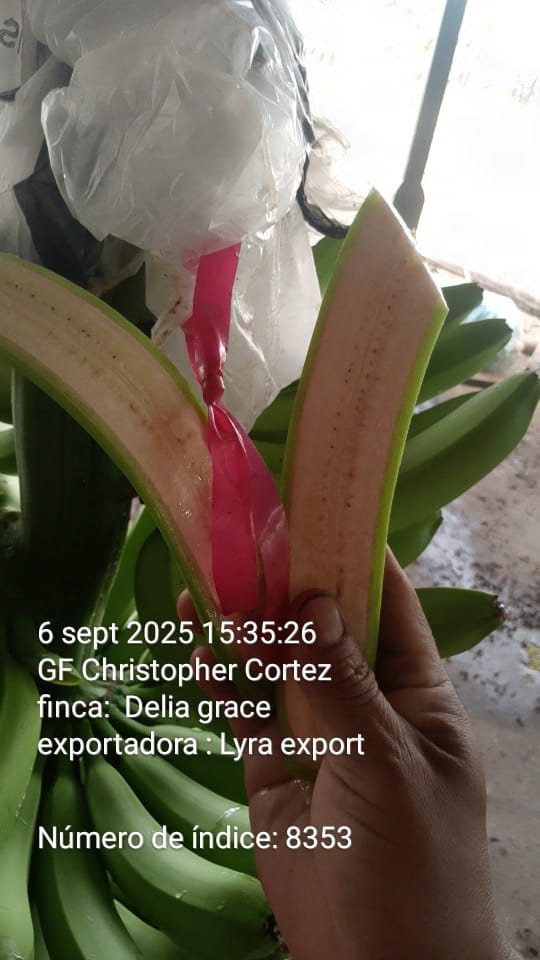 6 sept 2025 15:35:26
GF Christopher Cortez
finca:  Delia grace
exportadora : Lyra export
Número de índice: 8353